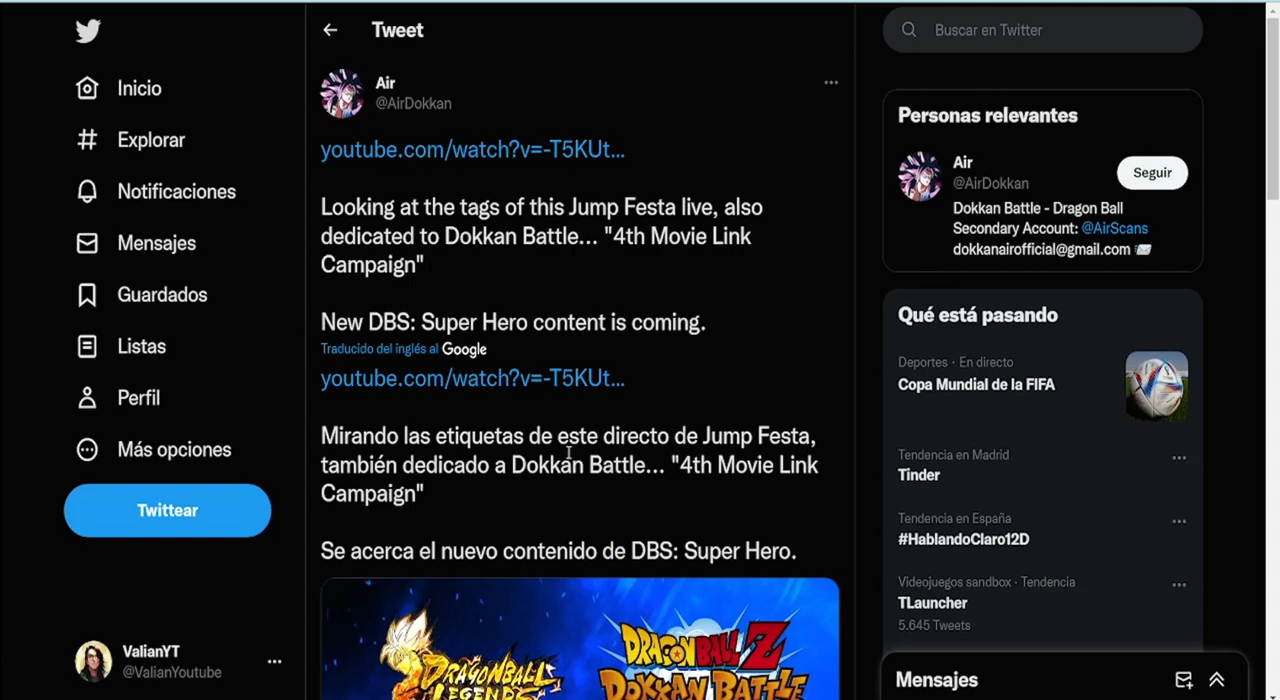 Inicio
Explorar
Notificaciones
Mensajes
Guardados
Listas
Perfil
Más opciones
Twittear
ValianYT
@ValianYoutube
Tweet
Air
@AirDokkan
youtube.com/watch?v=-T5KUt...
Looking at the tags of this Jump Festa live, also
dedicated to Dokkan Battle... "4th Movie Link
Campaign"
New DBS: Super Hero content is coming.
Traducido del inglés al Google
youtube.com/watch?v=-T5KUt...
Mirando las etiquetas de este directo de Jump Festa,
también dedicado a Dokkan Battle... "4th Movie Link
Campaign"
Se acerca el nuevo contenido de DBS: Super Hero.
DRAGONBALL
LEGENDS
DRAGONBALL Z
DOKKAN BATTLE
Buscar en Twitter
Personas relevantes
Air
@AirDokkan
Seguir
Dokkan Battle - Dragon Ball
Secondary Account: @AirScans
dokkanairofficial@gmail.com
Qué está pasando
Deportes · En directo
Copa Mundial de la FIFA
Tendencia en Madrid
Tinder
Tendencia en España
#HablandoClaro12D
Videojuegos sandbox · Tendencia
TLauncher
5.645 Tweets
Mensajes